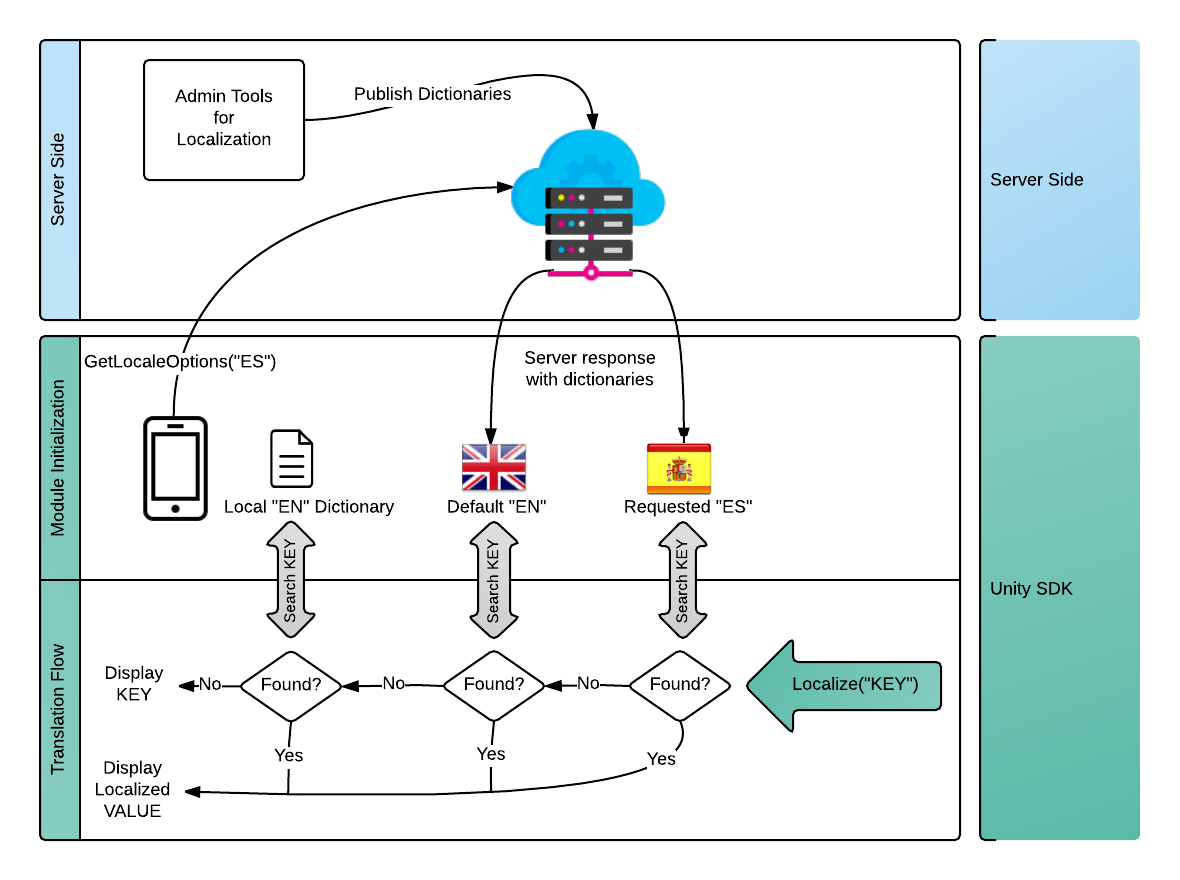 Server Side
Admin Tools
for
Localization
Publish Dictionaries
Server Side
Module Initialization
GetLocaleOptions("ES")
Server response
with dictionaries
Local "EN" Dictionary
Default "EN"
Requested "ES"
Search KEY
Search KEY
Search KEY
Unity SDK
Translation Flow
Display
KEY
No
Found?
No
Found?
No
Found?
Localize("KEY")
Yes
Yes
Yes
Display
Localized
VALUE